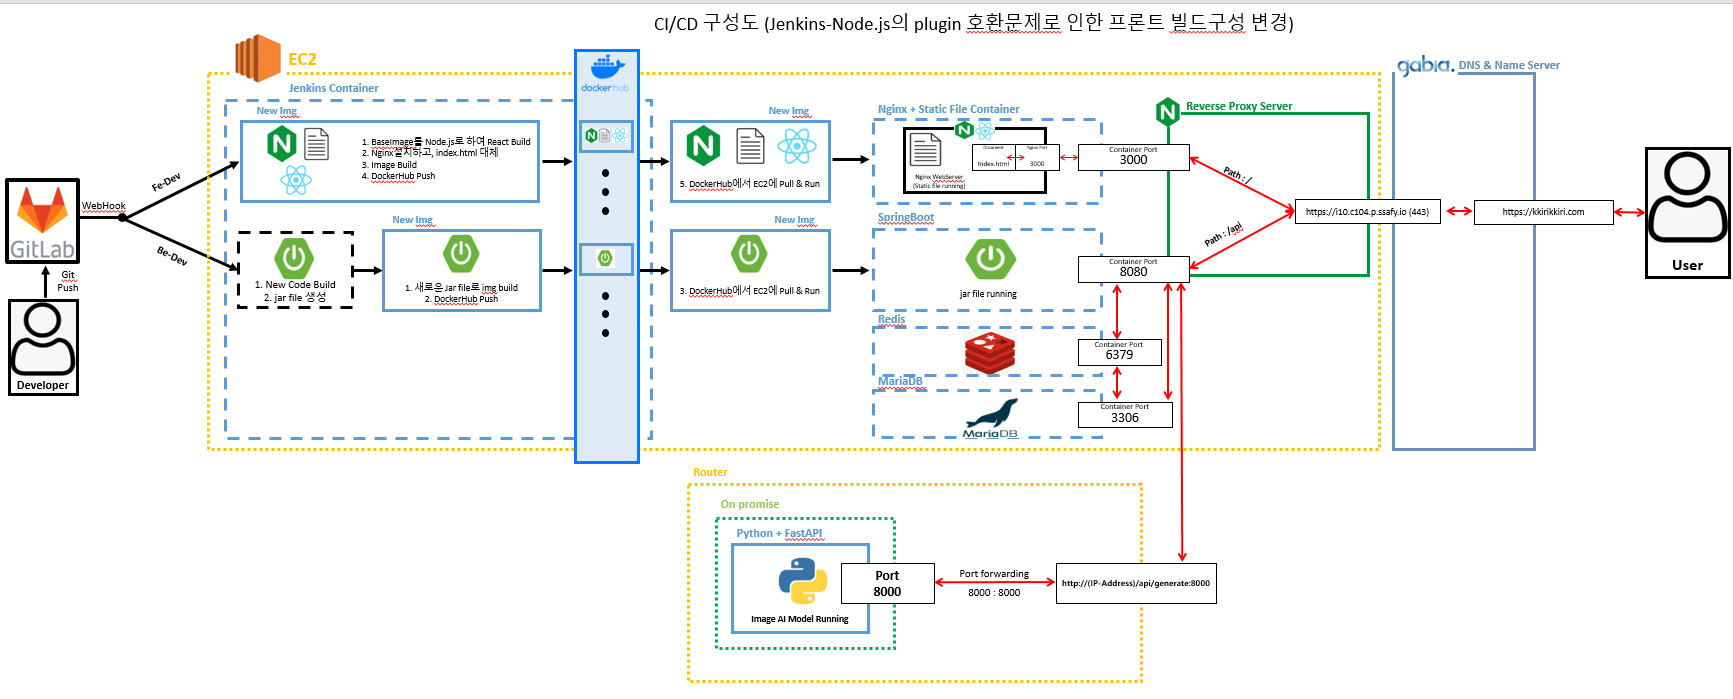 CI/CD 구성도 (Jenkins-Node.js의 plugin 호환문제로 인한 프론트 빌드구성 변경)
EC2
Jenkins Container
New Img
1. BaseImage를 Node.js로 하여 React Build
2. Nginx설치하고, index.html 대체
3. Image Build
4. DockerHub Push
Fe-Dev
WebHook
Be-Dev
GitLab
Git
Push
Developer
1. New Code Build
2. jar file 생성
New Img
1. 새로운 Jar file로 img build
2. DockerHub Push
dockerhub
New Img
5. DockerHub에서 EC2에 Pull & Run
New Img
3. DockerHub에서 EC2에 Pull & Run
Nginx + Static File Container
Document
Index.html
Nginx Port
3000
Nginx WebServer
(Static file running)
Container Port
3000
SpringBoot
jar file running
Container Port
8080
Redis
Container Port
6379
MariaDB
MariaDB
Container Port
3306
Reverse Proxy Server
Path : /
Path : /api
https://i10.c104.p.ssafy.io (443)
gabia.
DNS & Name Server
https://kkirikkiri.com
User
Router
On promise
Python + FastAPI
Image AI Model Running
Port
8000
Port forwarding
8000 : 8000
http://(IP-Address)/api/generate:8000